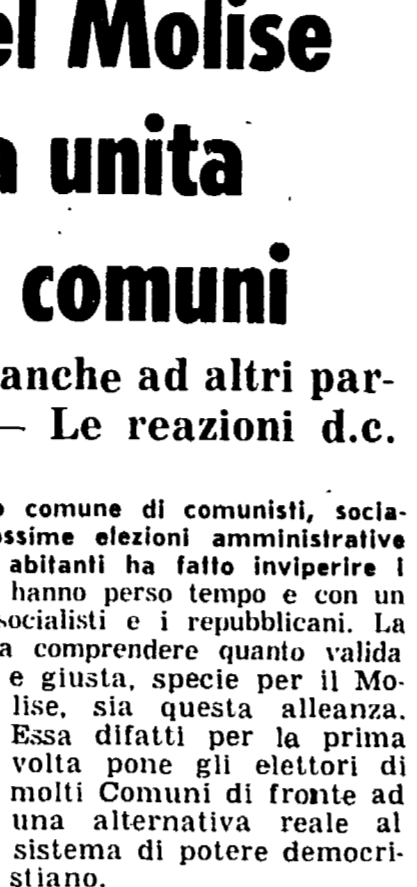 el Molise
a unita
comuni
anche ad altri par-
— Le reazioni d.c.
o comune di comunisti, socia-
ossime elezioni amministrative
abitanti ha fatto inviperire i
hanno perso tempo e con un
socialisti e i repubblicani. La
a comprendere quanto valida
e giusta, specie per il Mo-
lise, sia questa alleanza.
Essa difatti per la prima
volta pone gli elettori di
molti Comuni di fronte ad
una alternativa reale al
sistema di potere democri-
stiano.